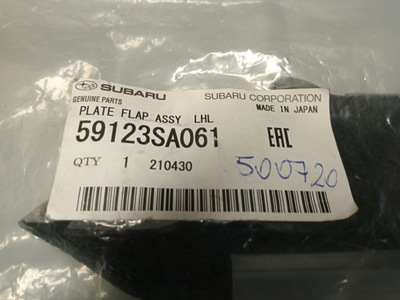 SUBARU SUBARU CORPORATION
GENUINE PARTS MADE IN JAPAN
PLATE FLAP ASSY LHL
59123SA061 EAC
QTY 1 210430 500720